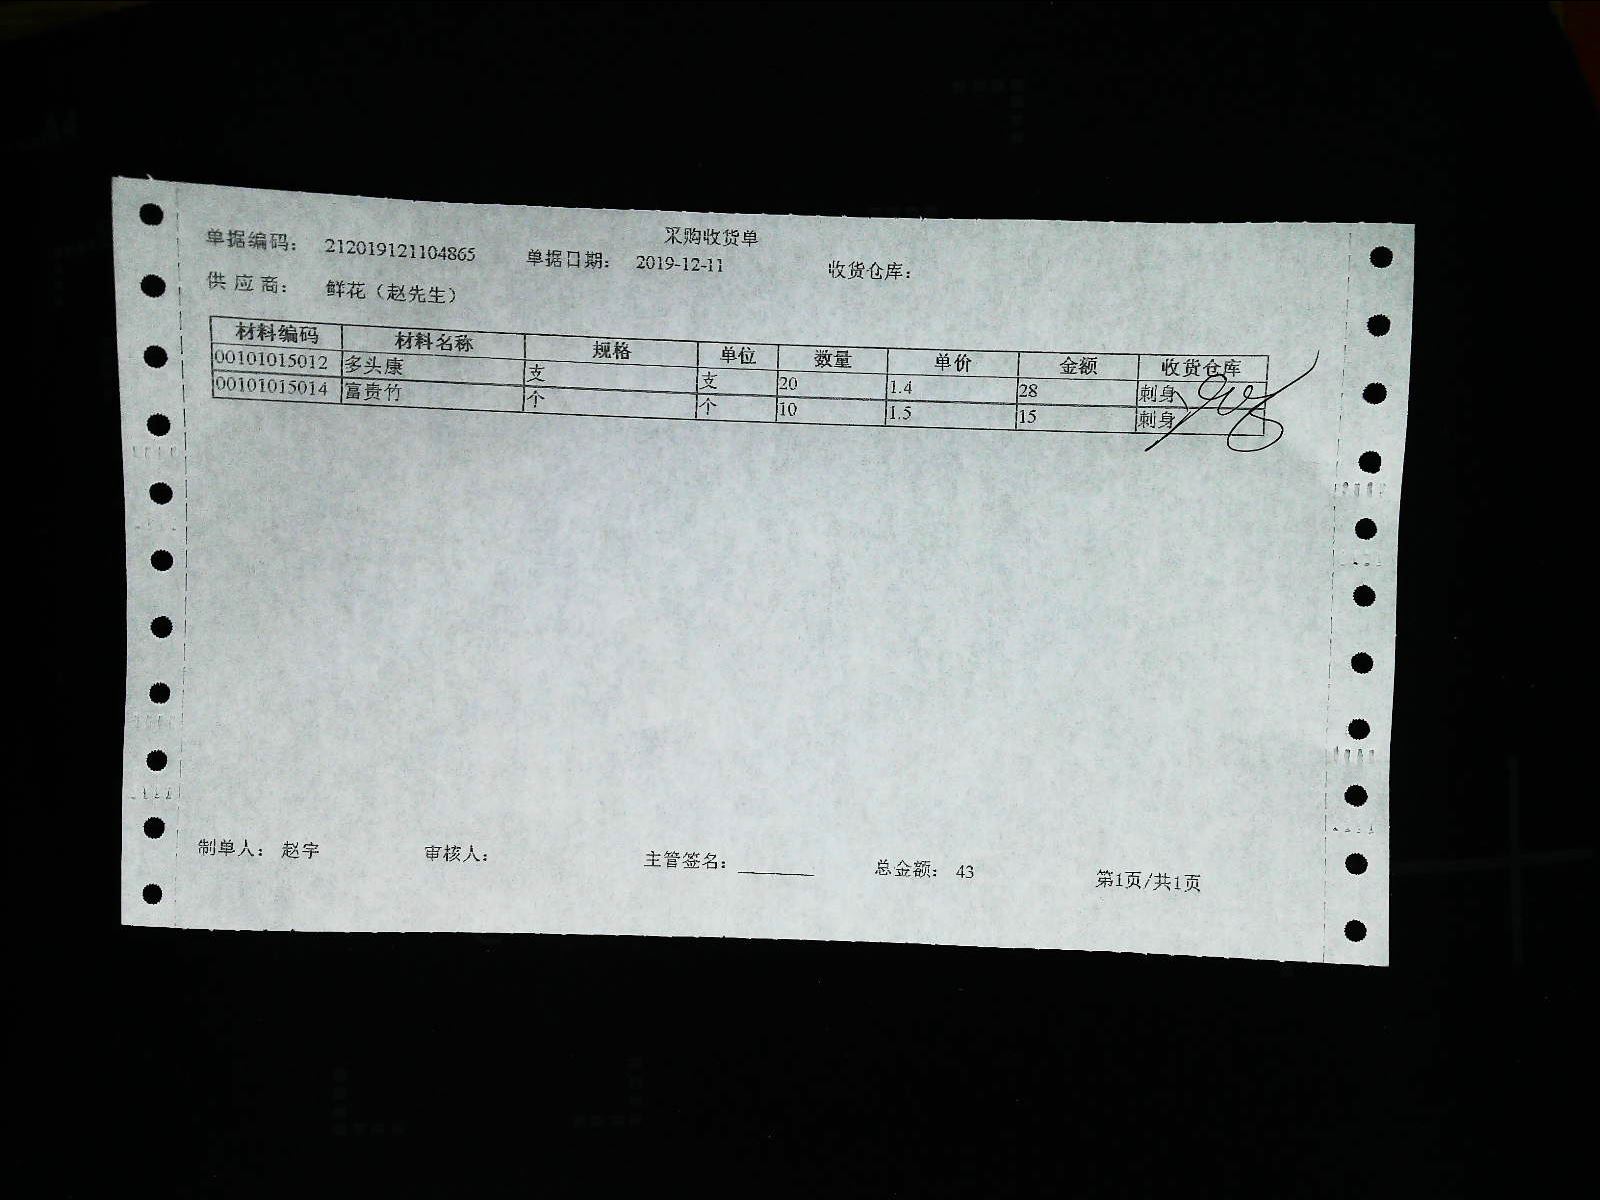 采购收货单
单据编码： 212019121104865 单据日期： 2019-12-11 收货仓库：
供应商： 鲜花（赵先生）
材料编码 材料名称 规格 单位 数量 单价 金额 收货仓库
00101015012 多头康 支 支 20 1.4 28 刺身
00101015014 富贵竹 个 个 10 1.5 15 刺身
制单人： 赵宇 审核人： 主管签名：______ 总金额： 43 第1页/共1页